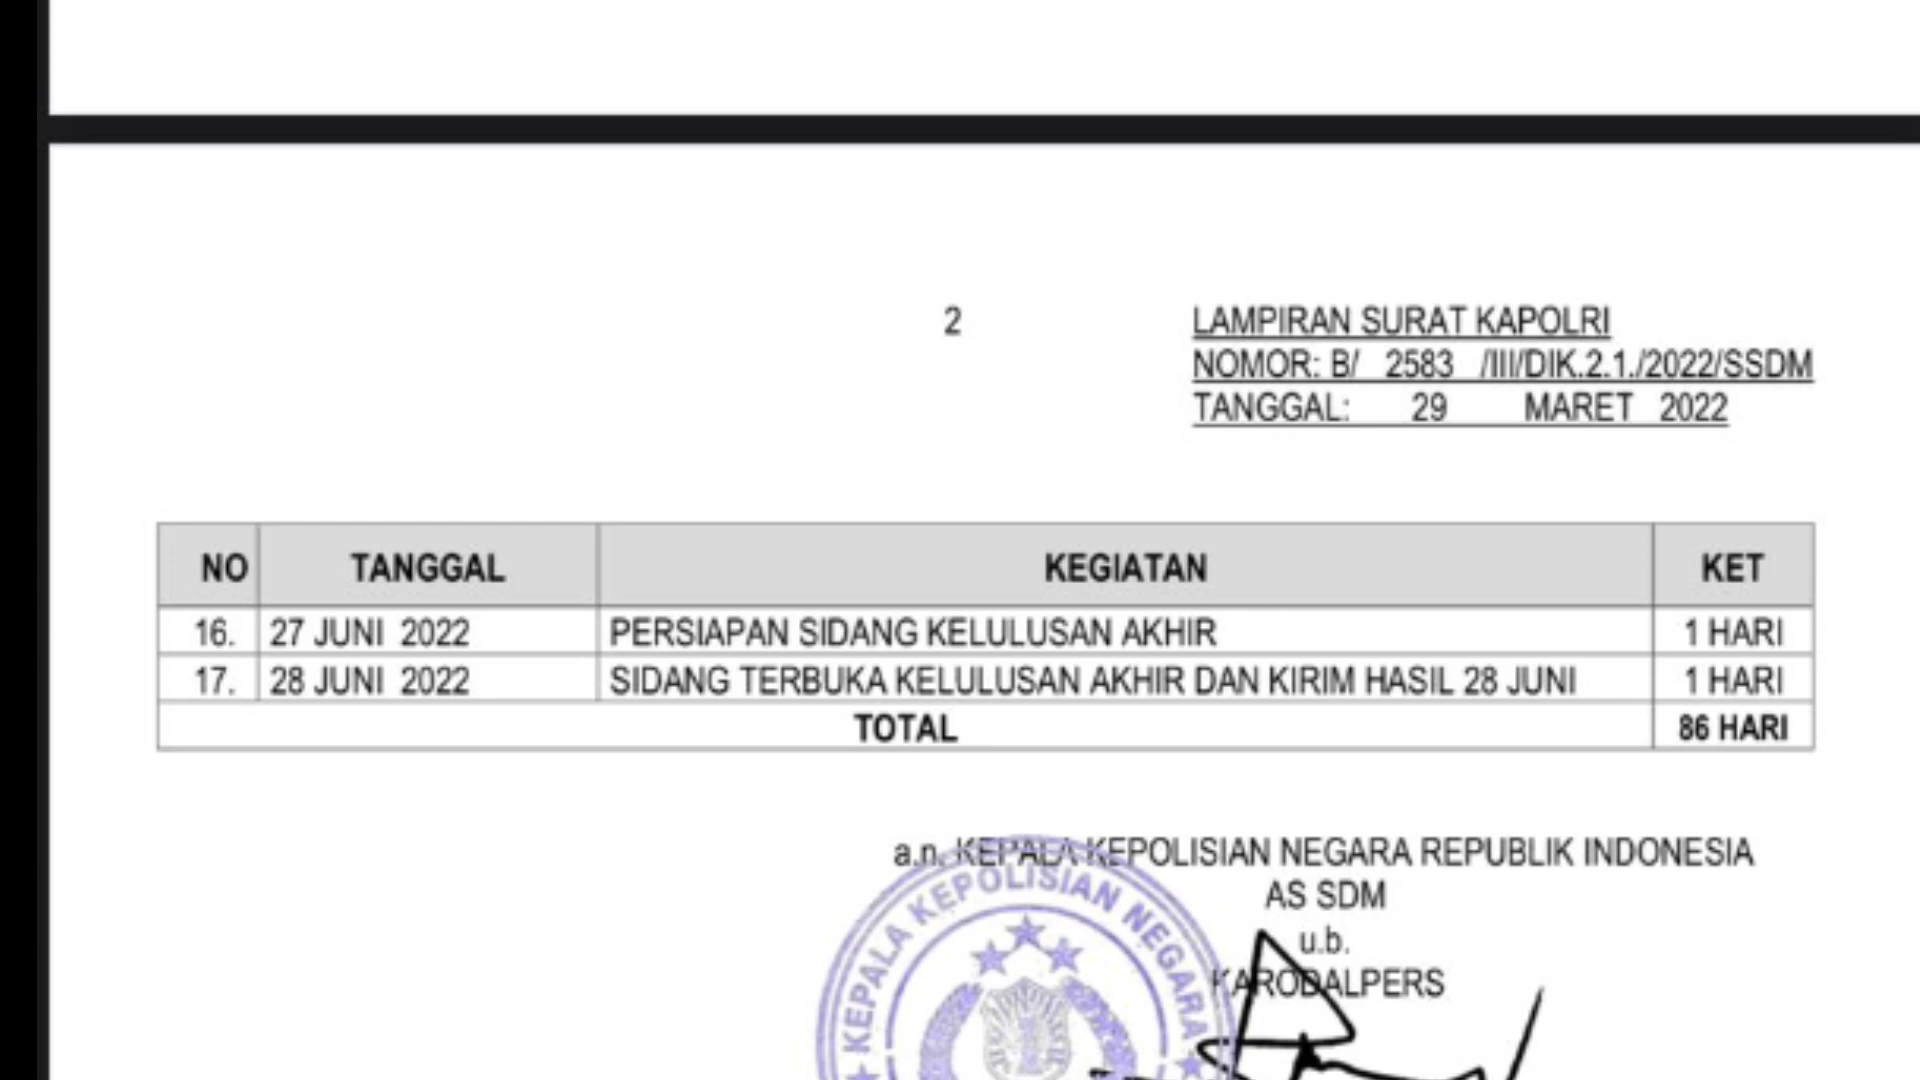 2
LAMPIRAN SURAT KAPOLRI
NOMOR: B/ 2583 /III/DIK.2.1./2022/SSDM
TANGGAL: 29 MARET 2022
NO TANGGAL KEGIATAN KET
16. 27 JUNI 2022 PERSIAPAN SIDANG KELULUSAN AKHIR 1 HARI
17. 28 JUNI 2022 SIDANG TERBUKA KELULUSAN AKHIR DAN KIRIM HASIL 28 JUNI 1 HARI
TOTAL 86 HARI
a.n. KEPALA KEPOLISIAN NEGARA REPUBLIK INDONESIA
AS SDM
u.b.
KARODALPERS
KEPALA KEPOLISIAN NEGARA